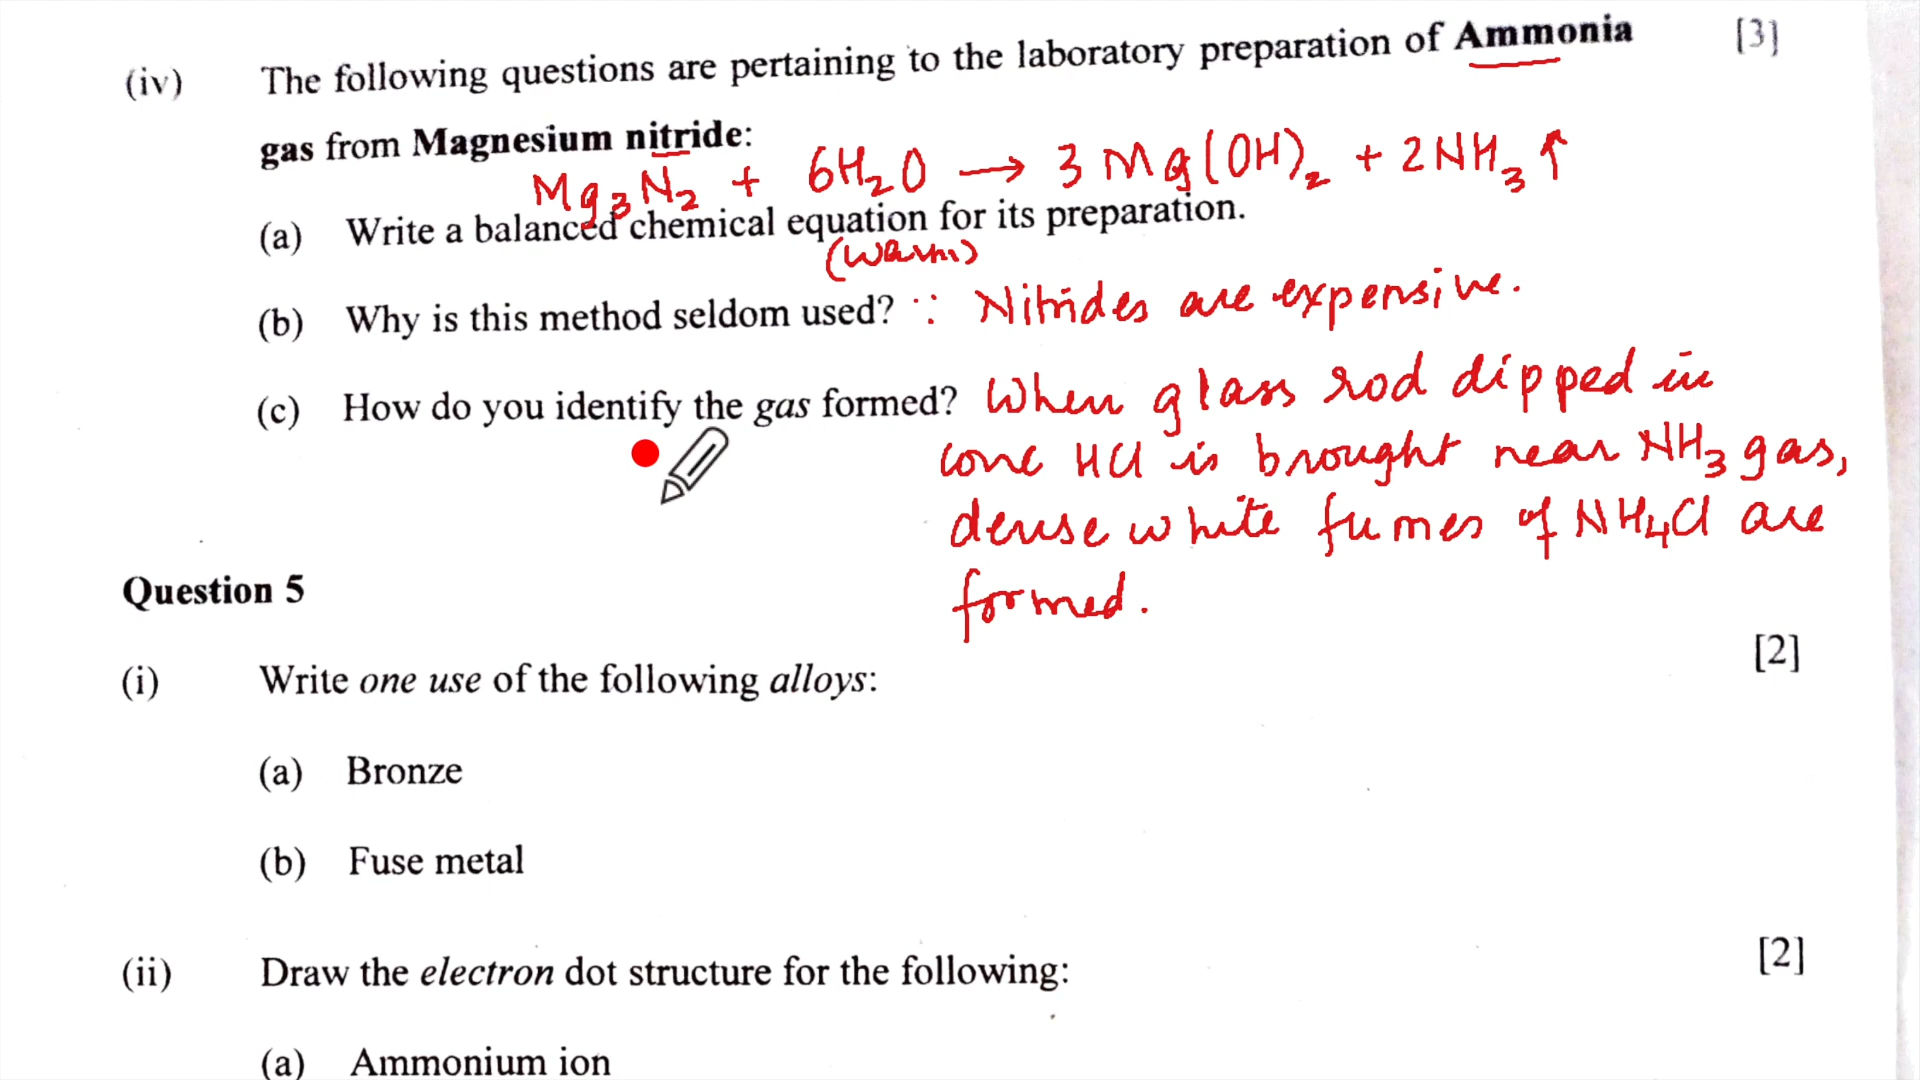 (iv) The following questions are pertaining to the laboratory preparation of Ammonia [3]
gas from Magnesium nitride:
Mg3N2 + 6H2O → 3Mg(OH)2 + 2NH3↑
(a) Write a balanced chemical equation for its preparation.
(warm)
(b) Why is this method seldom used? ∵ Nitrides are expensive.
(c) How do you identify the gas formed? When glass rod dipped in
conc HCl is brought near NH3 gas,
dense white fumes of NH4Cl are
formed.
Question 5
(i) Write one use of the following alloys: [2]
(a) Bronze
(b) Fuse metal
(ii) Draw the electron dot structure for the following: [2]
(a) Ammonium ion